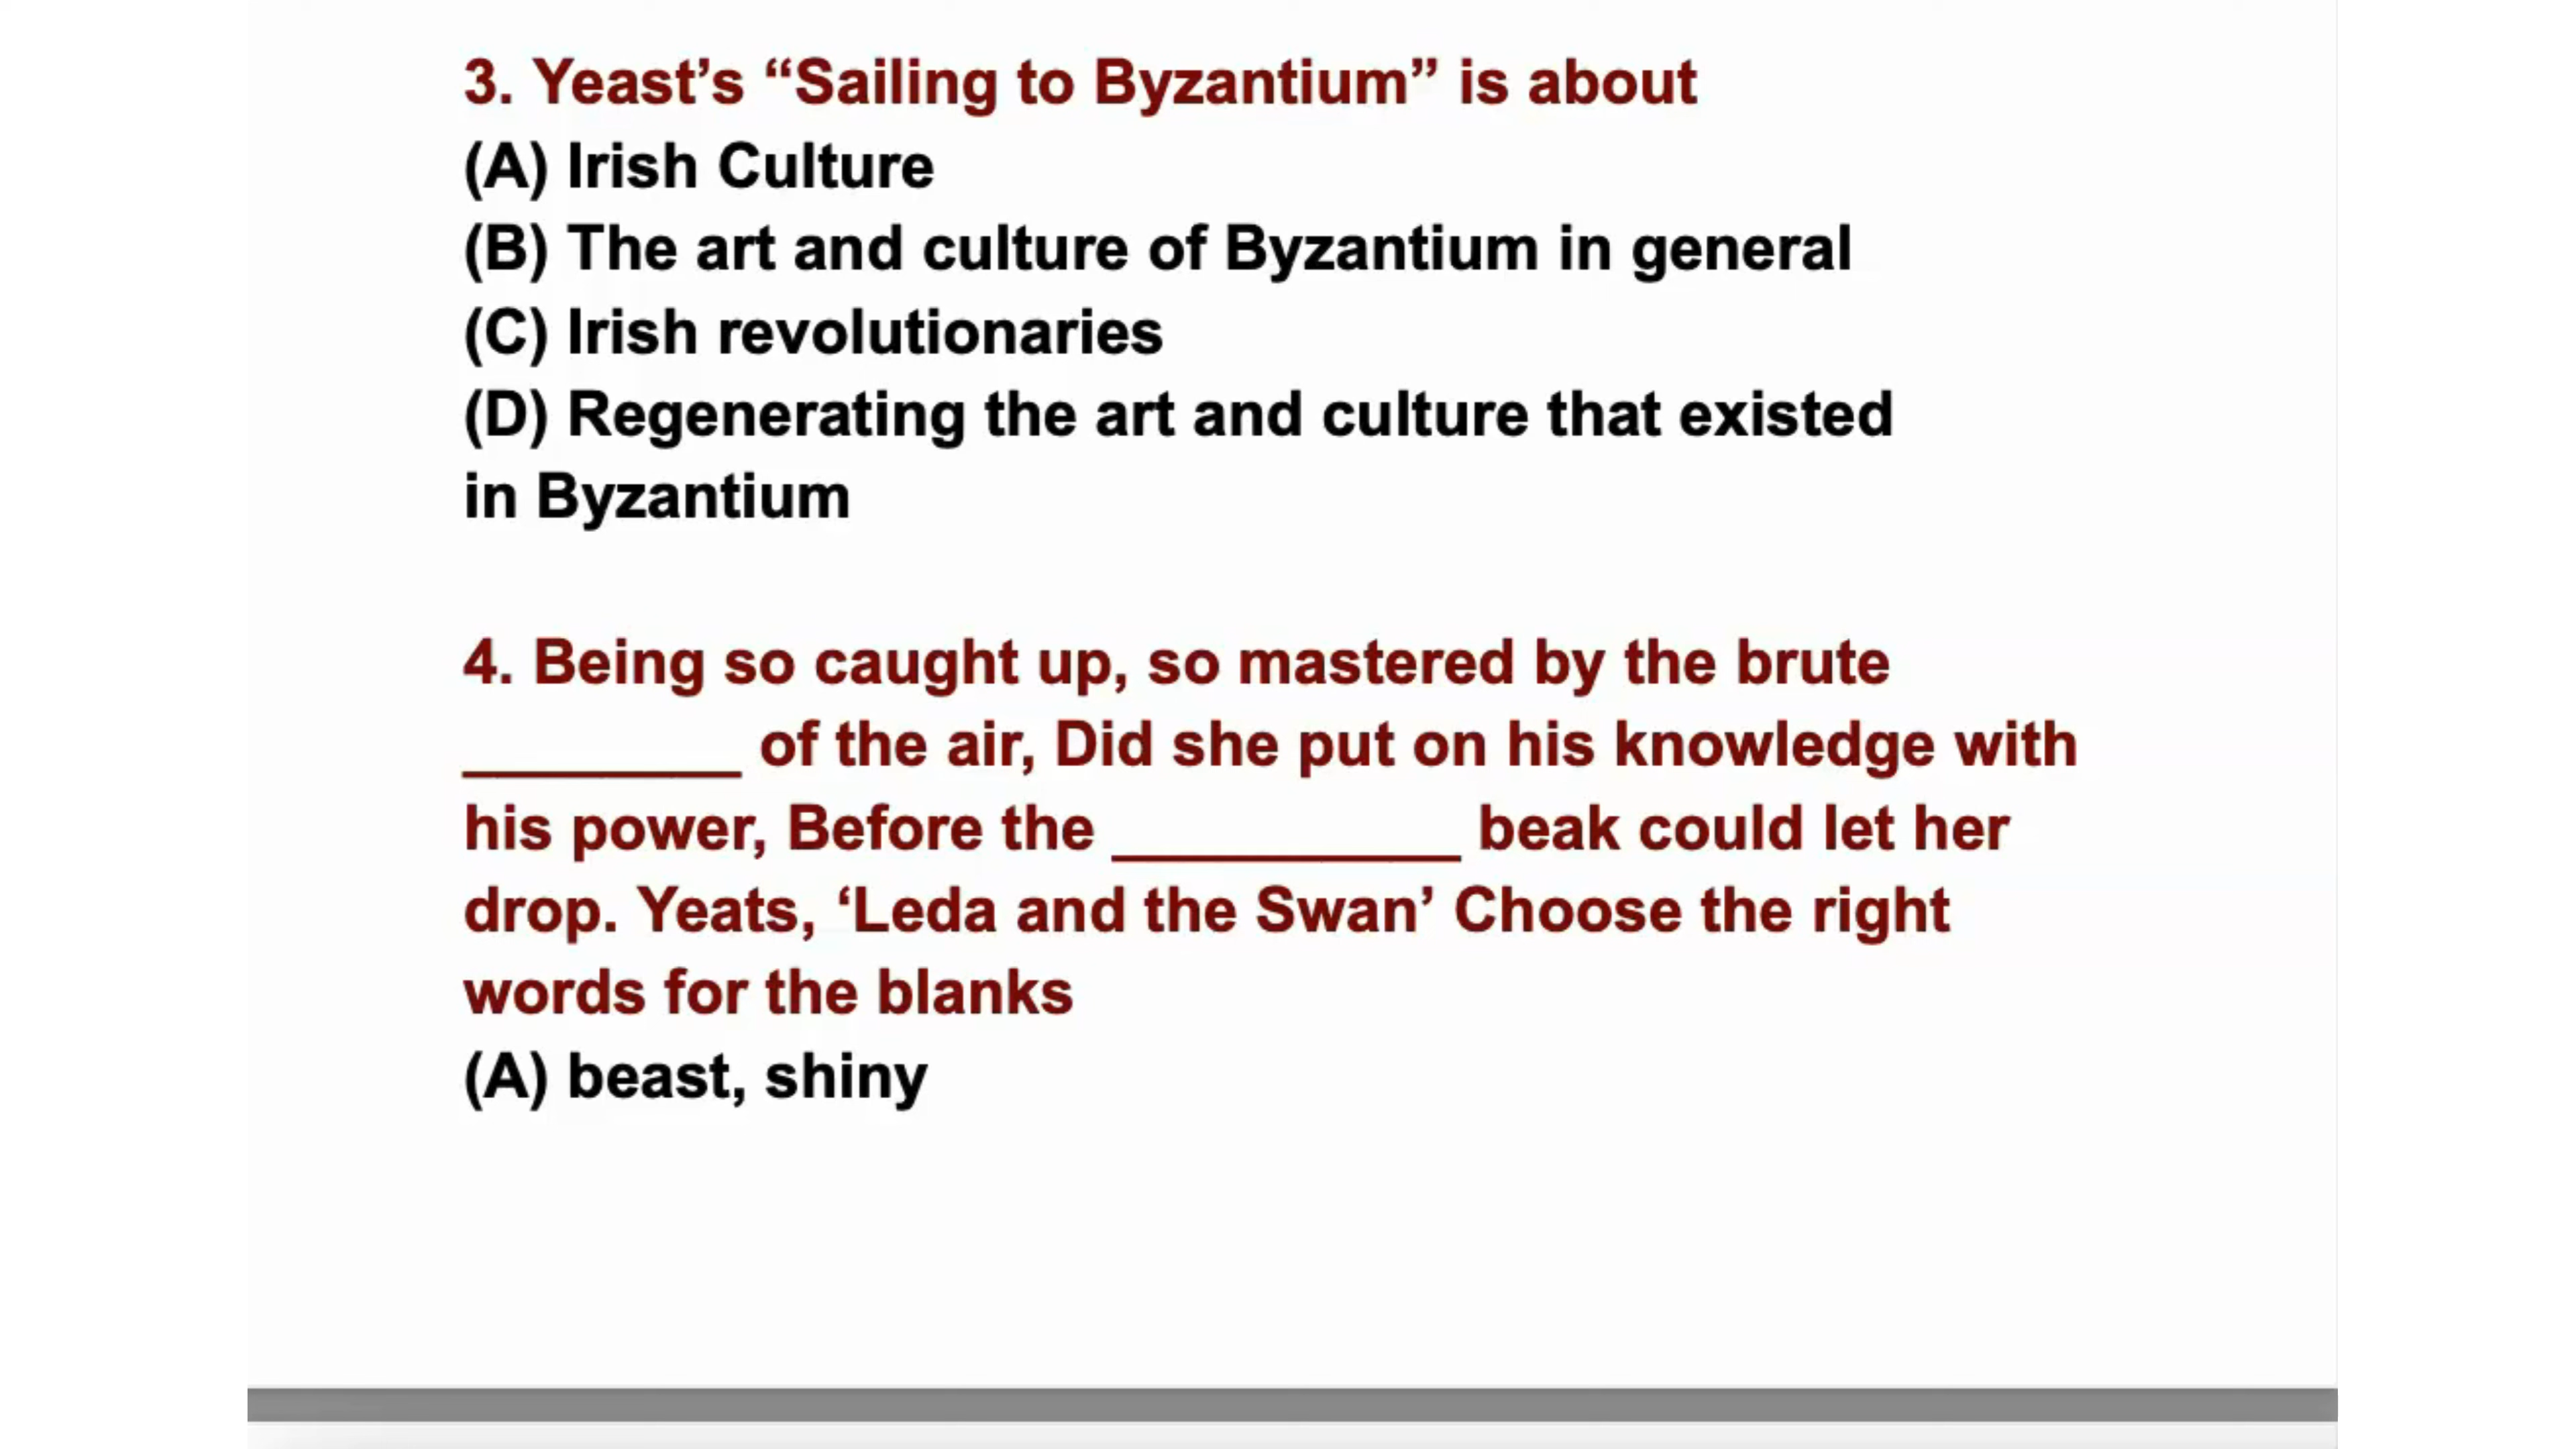 3. Yeast’s “Sailing to Byzantium” is about
(A) Irish Culture
(B) The art and culture of Byzantium in general
(C) Irish revolutionaries
(D) Regenerating the art and culture that existed
in Byzantium
4. Being so caught up, so mastered by the brute
________ of the air, Did she put on his knowledge with
his power, Before the __________ beak could let her
drop. Yeats, ‘Leda and the Swan’ Choose the right
words for the blanks
(A) beast, shiny